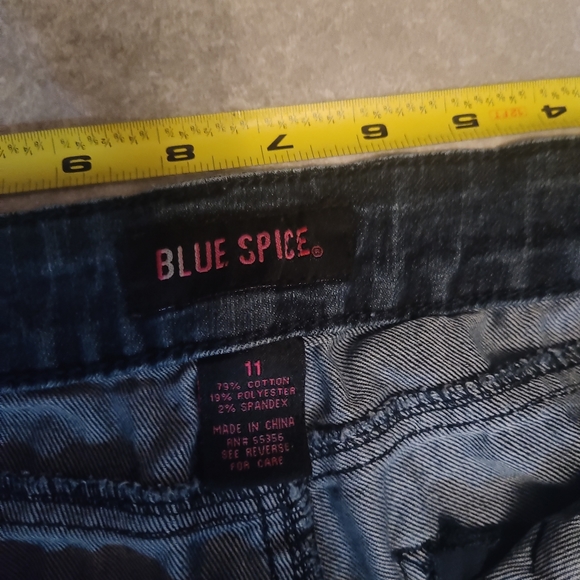 9 8 7 6 5 4
BLUE SPICE®
11
79% COTTON
19% POLYESTER
2% SPANDEX
MADE IN CHINA
RN# 55356
SEE REVERSE
FOR CARE